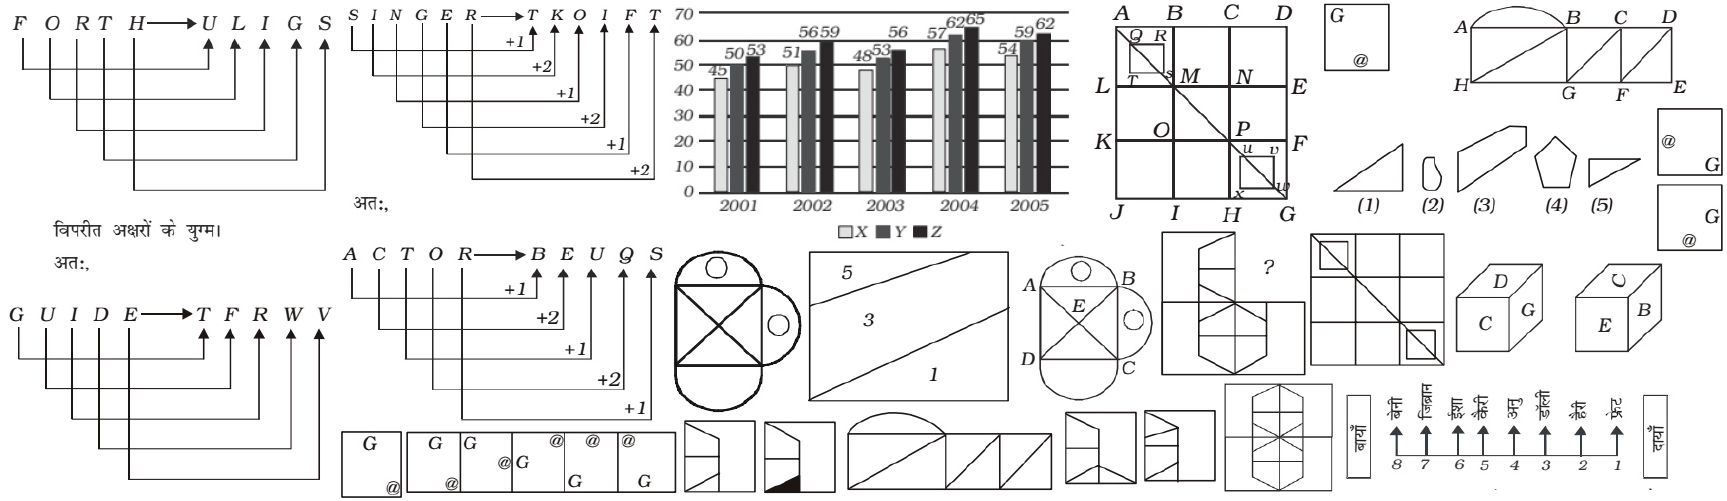 F O R T H U L I G S
विपरीत अक्षरों के युग्म।
अतः,
G U I D E T F R W V
S I N G E R T K O I F T
+1
+2
+1
+2
+1
+2
अतः,
A C T O R B E U Q S
+1
+2
+1
+2
+1
70
60
50
40
30
20
10
0
45 50 53
51 56 59
48 53 56
57 62 65
54 59 62
2001 2002 2003 2004 2005
X Y Z
A B C D
Q R
T S
L M N E
K O P F
u v
x w
J I H G
G
@
A B C D
H G F E
(1) (2) (3) (4) (5)
@
G
G
@
5
3
1
A B
E
D C
?
D
C G
C
E B
G
@
G G @ @ @
@ G
@ G G
बायाँ
बेनी जिब्रान ईशा कैरी अनु डॉली हैरी फ्रेट
8 7 6 5 4 3 2 1
दायाँ